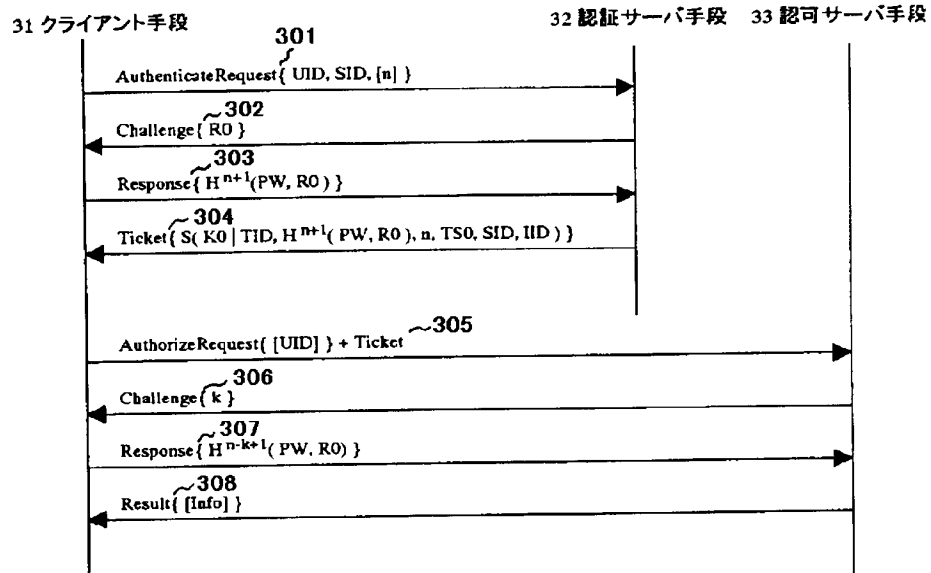 31 クライアント手段
32 認証サーバ手段
33 認可サーバ手段
301
AuthenticateRequest{ UID, SID, [n] }
302
Challenge{ R0 }
303
Response{ H^n+1(PW, R0 ) }
304
Ticket{ S( K0 | TID, H^n+1( PW, R0 ), n, TS0, SID, IID ) }
305
AuthorizeRequest{ [UID] } + Ticket
306
Challenge{ k }
307
Response{ H^n-k+1( PW, R0) }
308
Result{ [Info] }